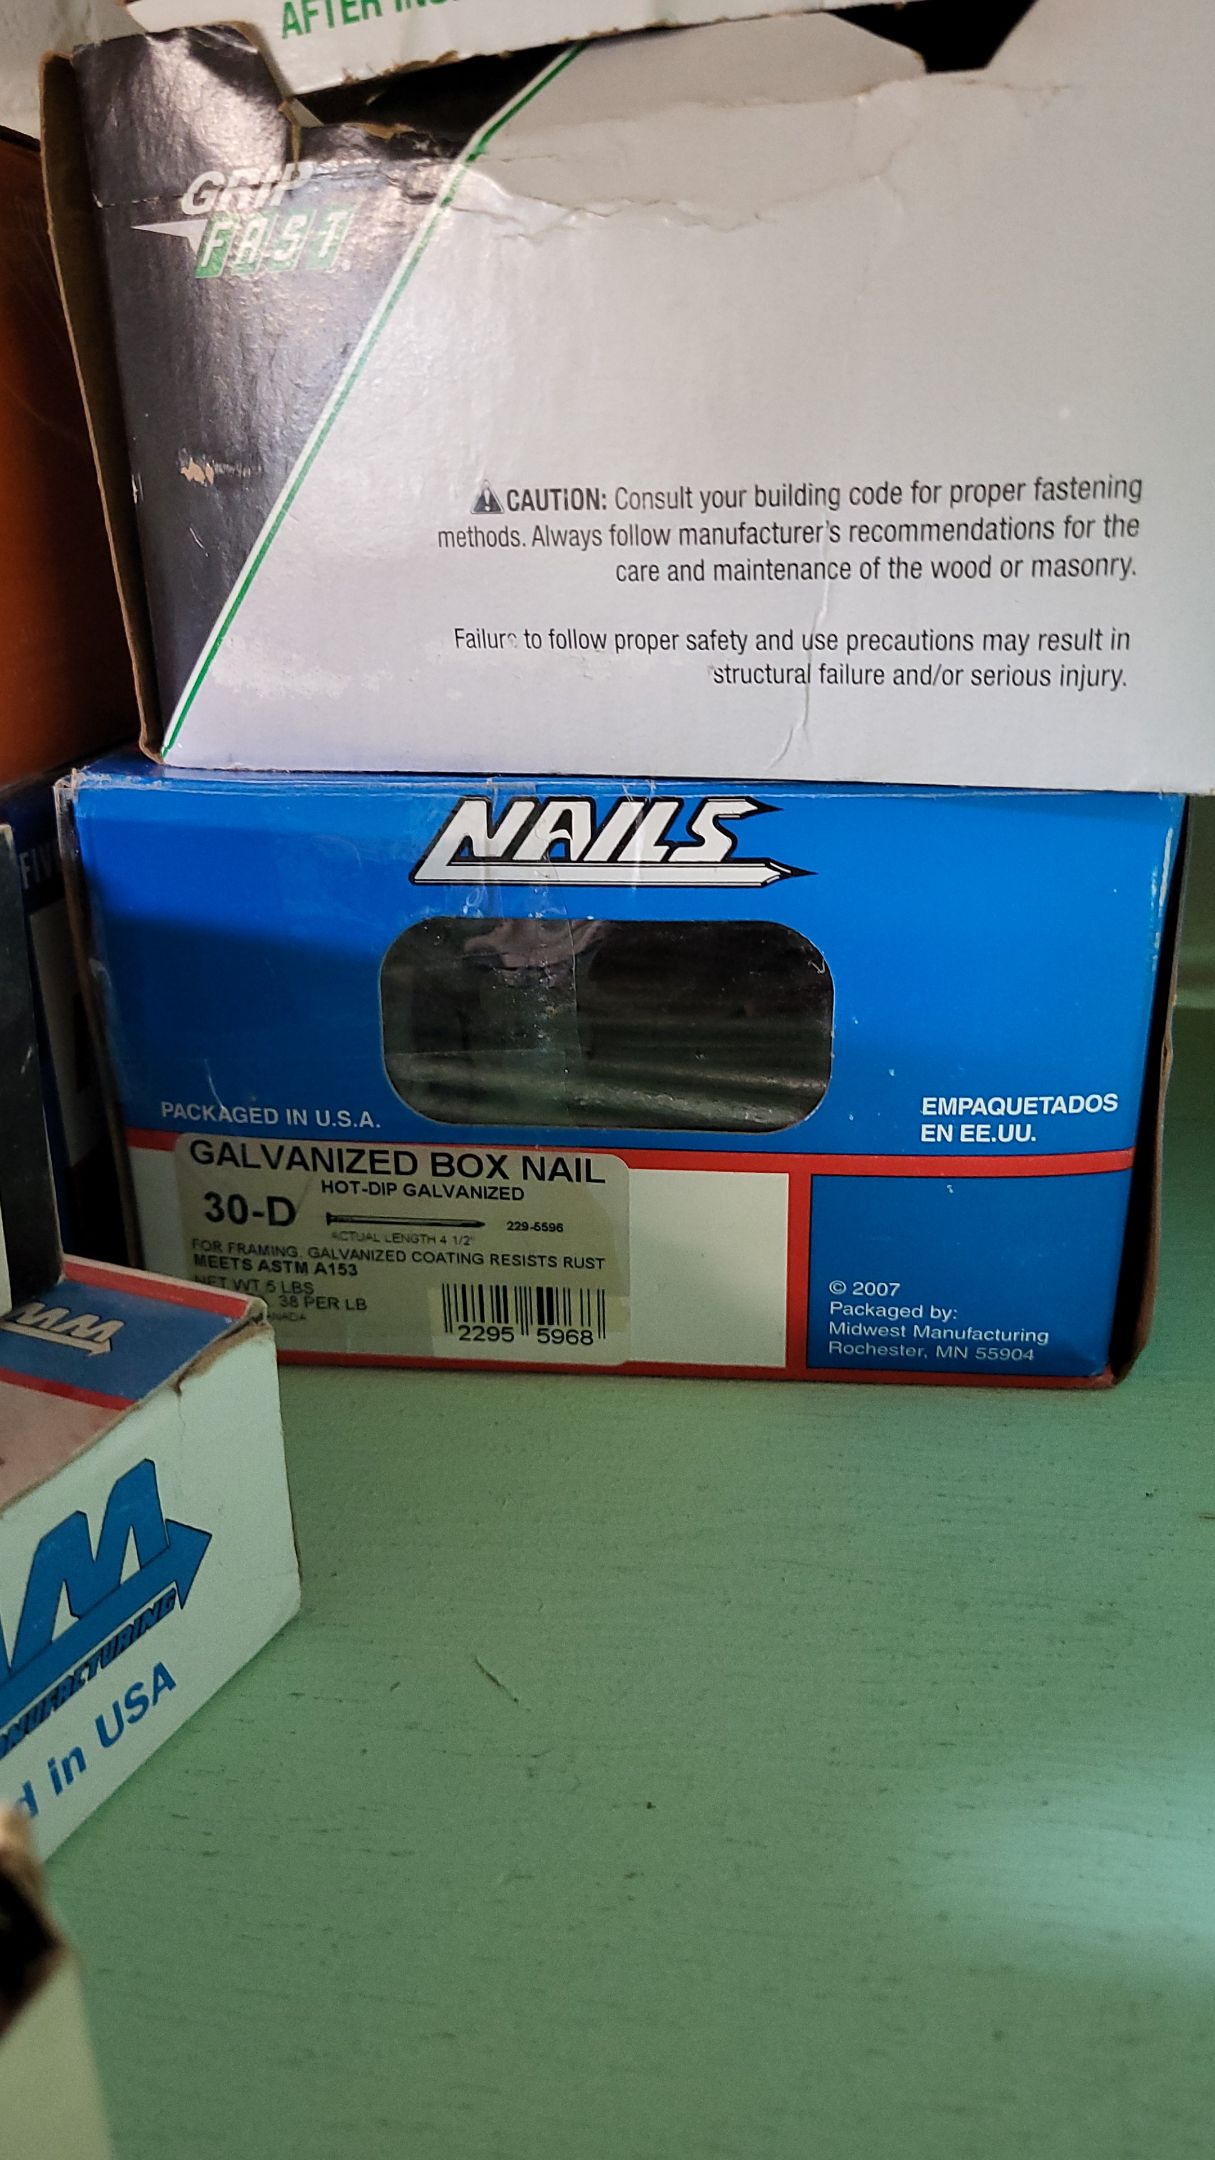 AFTER
GRIP
FAST
CAUTION: Consult your building code for proper fastening
methods. Always follow manufacturer's recommendations for the
care and maintenance of the wood or masonry.
Failure to follow proper safety and use precautions may result in
structural failure and/or serious injury.
NAILS
FIV
PACKAGED IN U.S.A.
EMPAQUETADOS
EN EE.UU.
GALVANIZED BOX NAIL
HOT-DIP GALVANIZED
30-D
229-5596
ACTUAL LENGTH 4 1/2"
FOR FRAMING. GALVANIZED COATING RESISTS RUST
MEETS ASTM A153
NET WT 5 LBS
38 PER LB
2295 5968
© 2007
Packaged by:
Midwest Manufacturing
Rochester, MN 55904
MM
M
NUFACTURING
d in USA